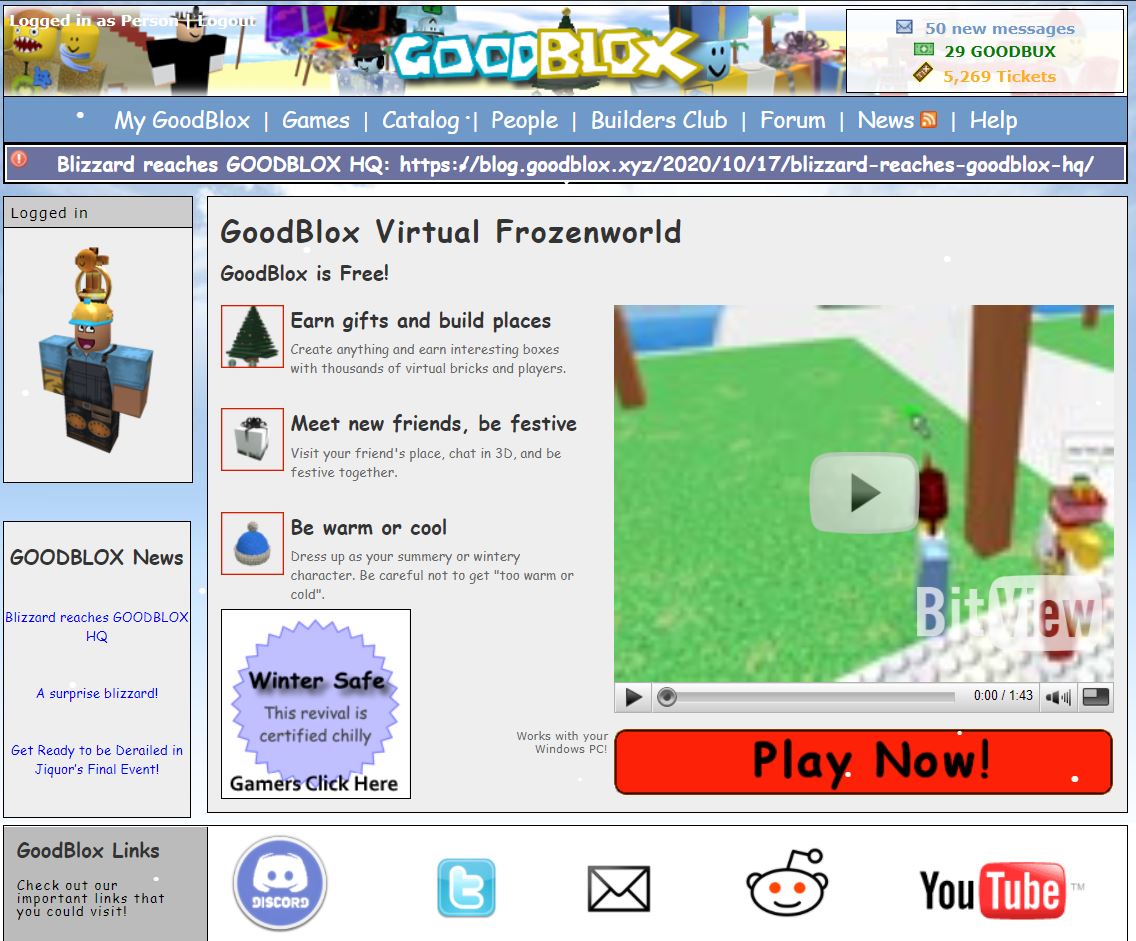 Logged in as Person | Logout
GOODBLOX
50 new messages
29 GOODBUX
TIX
5,269 Tickets
My GoodBlox | Games | Catalog | People | Builders Club | Forum | News | Help
Blizzard reaches GOODBLOX HQ: https://blog.goodblox.xyz/2020/10/17/blizzard-reaches-goodblox-hq/
Logged in
GoodBlox Virtual Frozenworld
GoodBlox is Free!
Earn gifts and build places
Create anything and earn interesting boxes
with thousands of virtual bricks and players.
Meet new friends, be festive
Visit your friend's place, chat in 3D, and be
festive together.
Be warm or cool
Dress up as your summery or wintery
character. Be careful not to get "too warm or
cold".
Winter Safe
This revival is
certified chilly
Gamers Click Here
BitView
0:00 / 1:43
Works with your
Windows PC!
Play Now!
GOODBLOX News
Blizzard reaches GOODBLOX
HQ
A surprise blizzard!
Get Ready to be Derailed in
Jiquor's Final Event!
GoodBlox Links
Check out our
important links that
you could visit!
DISCORD
YouTube™